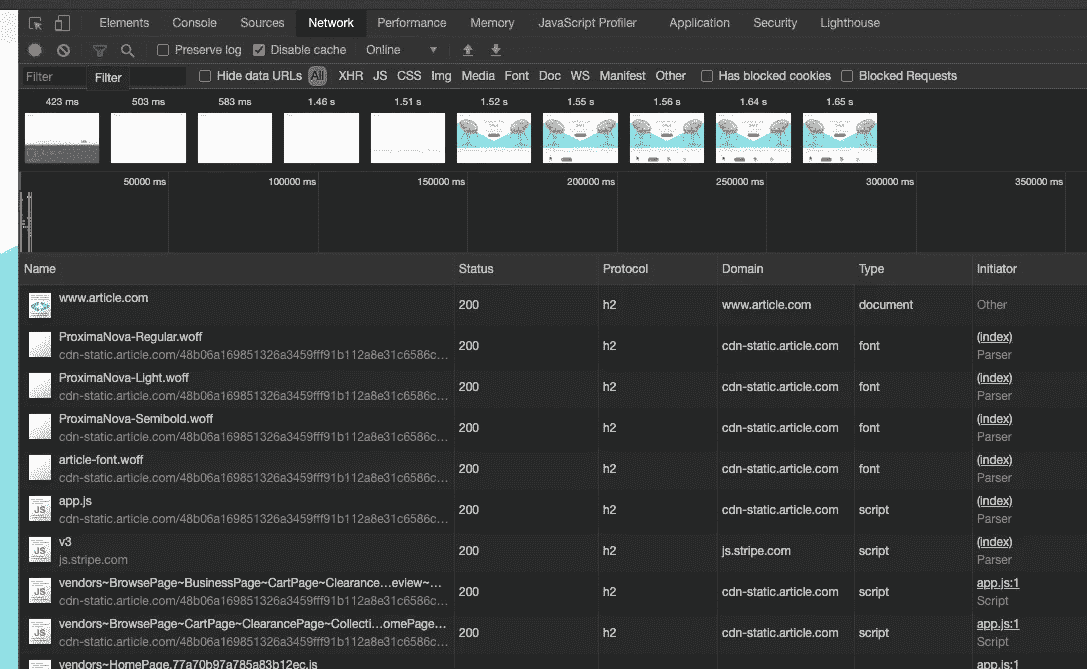 Elements Console Sources Network Performance Memory JavaScript Profiler Application Security Lighthouse
Preserve log Disable cache Online
Filter Filter Hide data URLs All XHR JS CSS Img Media Font Doc WS Manifest Other Has blocked cookies Blocked Requests
423 ms 503 ms 583 ms 1.46 s 1.51 s 1.52 s 1.55 s 1.56 s 1.64 s 1.65 s
50000 ms 100000 ms 150000 ms 200000 ms 250000 ms 300000 ms 350000 ms
Name Status Protocol Domain Type Initiator
www.article.com 200 h2 www.article.com document Other
ProximaNova-Regular.woff 200 h2 cdn-static.article.com font (index)
cdn-static.article.com/48b06a169851326a3459fff91b112a8e31c6586c... Parser
ProximaNova-Light.woff 200 h2 cdn-static.article.com font (index)
cdn-static.article.com/48b06a169851326a3459fff91b112a8e31c6586c... Parser
ProximaNova-Semibold.woff 200 h2 cdn-static.article.com font (index)
cdn-static.article.com/48b06a169851326a3459fff91b112a8e31c6586c... Parser
article-font.woff 200 h2 cdn-static.article.com font (index)
cdn-static.article.com/48b06a169851326a3459fff91b112a8e31c6586c... Parser
app.js 200 h2 cdn-static.article.com script (index)
cdn-static.article.com/48b06a169851326a3459fff91b112a8e31c6586c... Parser
v3 200 h2 js.stripe.com script (index)
js.stripe.com Parser
vendors~BrowsePage~BusinessPage~CartPage~Clearance...eview~... 200 h2 cdn-static.article.com script app.js:1
cdn-static.article.com/48b06a169851326a3459fff91b112a8e31c6586c... Script
vendors~BrowsePage~CartPage~ClearancePage~Collecti...omePage... 200 h2 cdn-static.article.com script app.js:1
cdn-static.article.com/48b06a169851326a3459fff91b112a8e31c6586c... Script
vendors~HomePage.77a70b97a785a83b12ec.js app.js:1